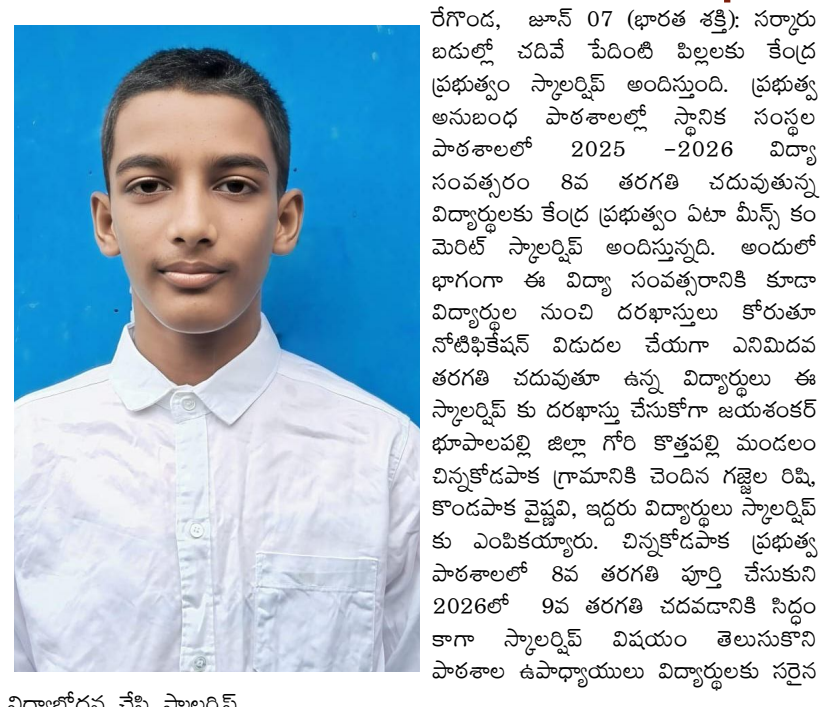 రేగొండ, జూన్ 07 (భారత శక్తి): సర్కారు
బడుల్లో చదివే పేదింటి పిల్లలకు కేంద్ర
ప్రభుత్వం స్కాలర్షిప్ అందిస్తుంది. ప్రభుత్వ
అనుబంధ పాఠశాలల్లో స్థానిక సంస్థల
పాఠశాలలో 2025 -2026 విద్యా
సంవత్సరం 8వ తరగతి చదువుతున్న
విద్యార్థులకు కేంద్ర ప్రభుత్వం ఏటా మీన్స్ కం
మెరిట్ స్కాలర్షిప్ అందిస్తున్నది. అందులో
భాగంగా ఈ విద్యా సంవత్సరానికి కూడా
విద్యార్థుల నుంచి దరఖాస్తులు కోరుతూ
నోటిఫికేషన్ విడుదల చేయగా ఎనిమిదవ
తరగతి చదువుతూ ఉన్న విద్యార్థులు ఈ
స్కాలర్షిప్ కు దరఖాస్తు చేసుకోగా జయశంకర్
భూపాలపల్లి జిల్లా గోరి కొత్తపల్లి మండలం
చిన్నకోడపాక గ్రామానికి చెందిన గజ్జెల రిషి,
కొండపాక వైష్ణవి, ఇద్దరు విద్యార్థులు స్కాలర్షిప్
కు ఎంపికయ్యారు. చిన్నకోడపాక ప్రభుత్వ
పాఠశాలలో 8వ తరగతి పూర్తి చేసుకుని
2026లో 9వ తరగతి చదవడానికి సిద్ధం
కాగా స్కాలర్షిప్ విషయం తెలుసుకొని
పాఠశాల ఉపాధ్యాయులు విద్యార్థులకు సరైన
విద్యాబోధన చేసి స్కాలర్షిప్